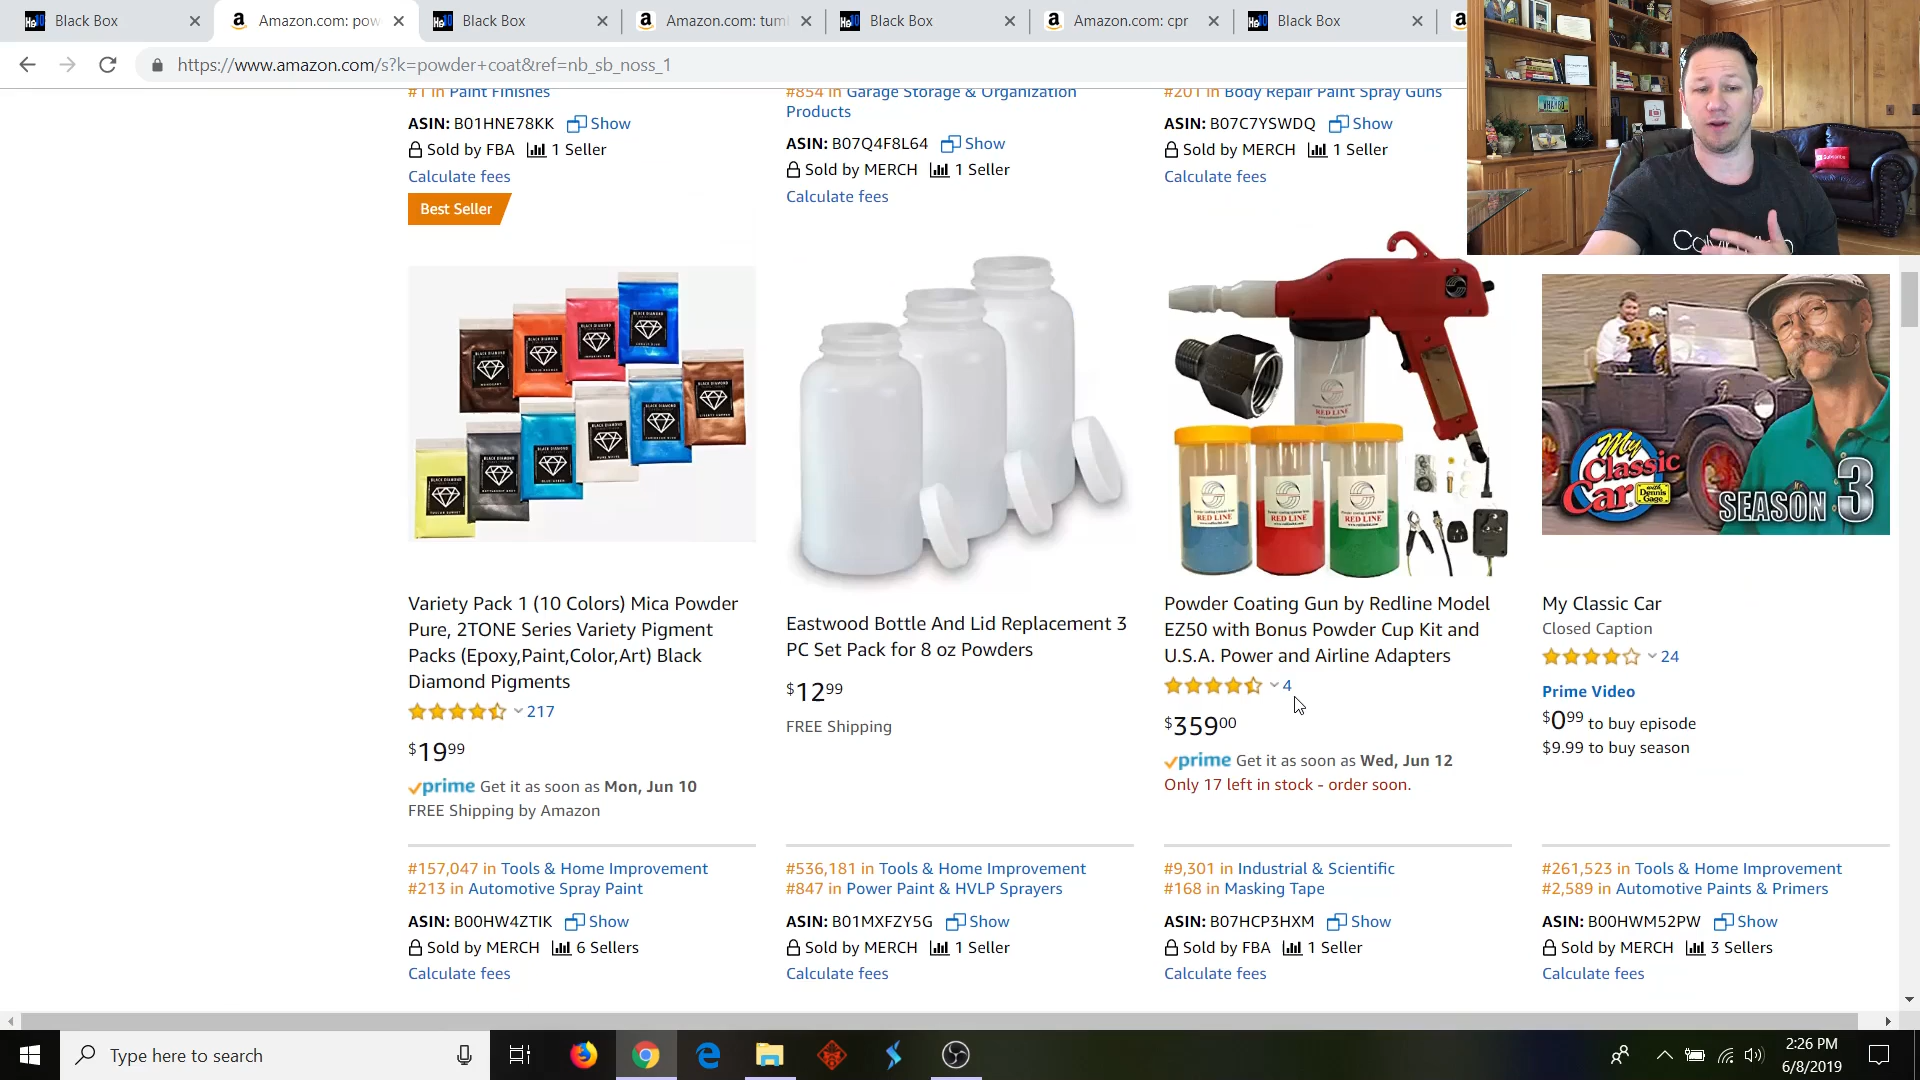 Black Box
Amazon.com: pow
Black Box
Amazon.com: tum
Black Box
Amazon.com: cpr
Black Box
https://www.amazon.com/s?k=powder+coat&ref=nb_sb_noss_1
#1 in Paint Finishes
ASIN: B01HNE78KK Show
Sold by FBA 1 Seller
Calculate fees
Best Seller
#854 in Garage Storage & Organization
Products
ASIN: B07Q4F8L64 Show
Sold by MERCH 1 Seller
Calculate fees
#201 in Body Repair Paint Spray Guns
ASIN: B07C7YSWDQ Show
Sold by MERCH 1 Seller
Calculate fees
BLACK DIAMOND
RED LINE
RED LINE
RED LINE
My
Classic
Car
with
Dennis
Gage
SEASON 3
Variety Pack 1 (10 Colors) Mica Powder
Pure, 2TONE Series Variety Pigment
Packs (Epoxy,Paint,Color,Art) Black
Diamond Pigments
217
$19.99
prime Get it as soon as Mon, Jun 10
FREE Shipping by Amazon
Eastwood Bottle And Lid Replacement 3
PC Set Pack for 8 oz Powders
$12.99
FREE Shipping
Powder Coating Gun by Redline Model
EZ50 with Bonus Powder Cup Kit and
U.S.A. Power and Airline Adapters
4
$359.00
prime Get it as soon as Wed, Jun 12
Only 17 left in stock - order soon.
My Classic Car
Closed Caption
24
Prime Video
$0.99 to buy episode
$9.99 to buy season
#157,047 in Tools & Home Improvement
#213 in Automotive Spray Paint
ASIN: B00HW4ZTIK Show
Sold by MERCH 6 Sellers
Calculate fees
#536,181 in Tools & Home Improvement
#847 in Power Paint & HVLP Sprayers
ASIN: B01MXFZY5G Show
Sold by MERCH 1 Seller
Calculate fees
#9,301 in Industrial & Scientific
#168 in Masking Tape
ASIN: B07HCP3HXM Show
Sold by FBA 1 Seller
Calculate fees
#261,523 in Tools & Home Improvement
#2,589 in Automotive Paints & Primers
ASIN: B00HWM52PW Show
Sold by MERCH 3 Sellers
Calculate fees
Type here to search
2:26 PM
6/8/2019